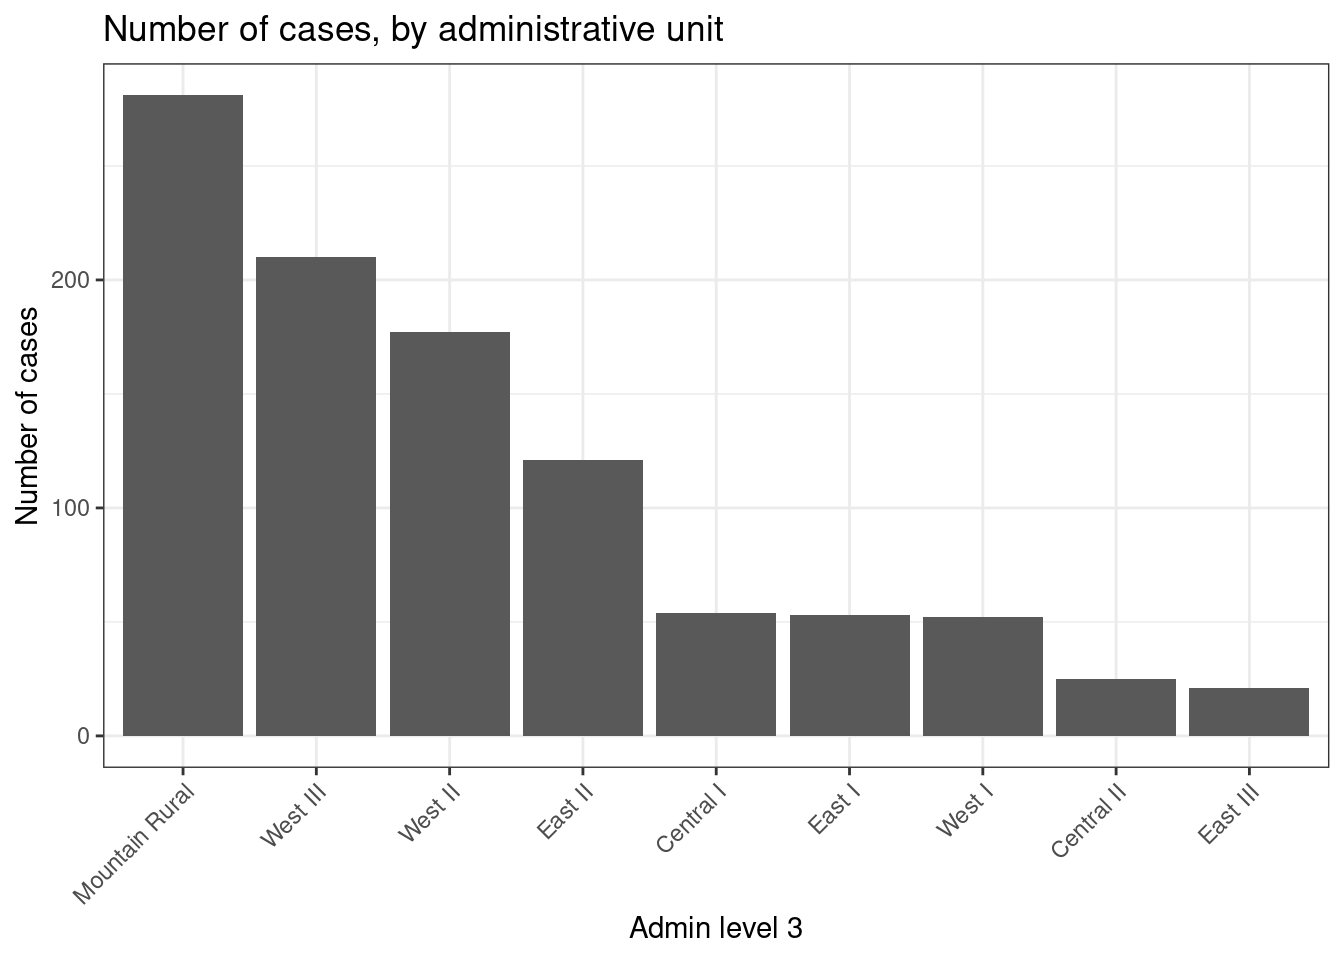 Number of cases, by administrative unit
Number of cases
200
100
0
Mountain Rural
West III
West II
East II
Central I
East I
West I
Central II
East III
Admin level 3